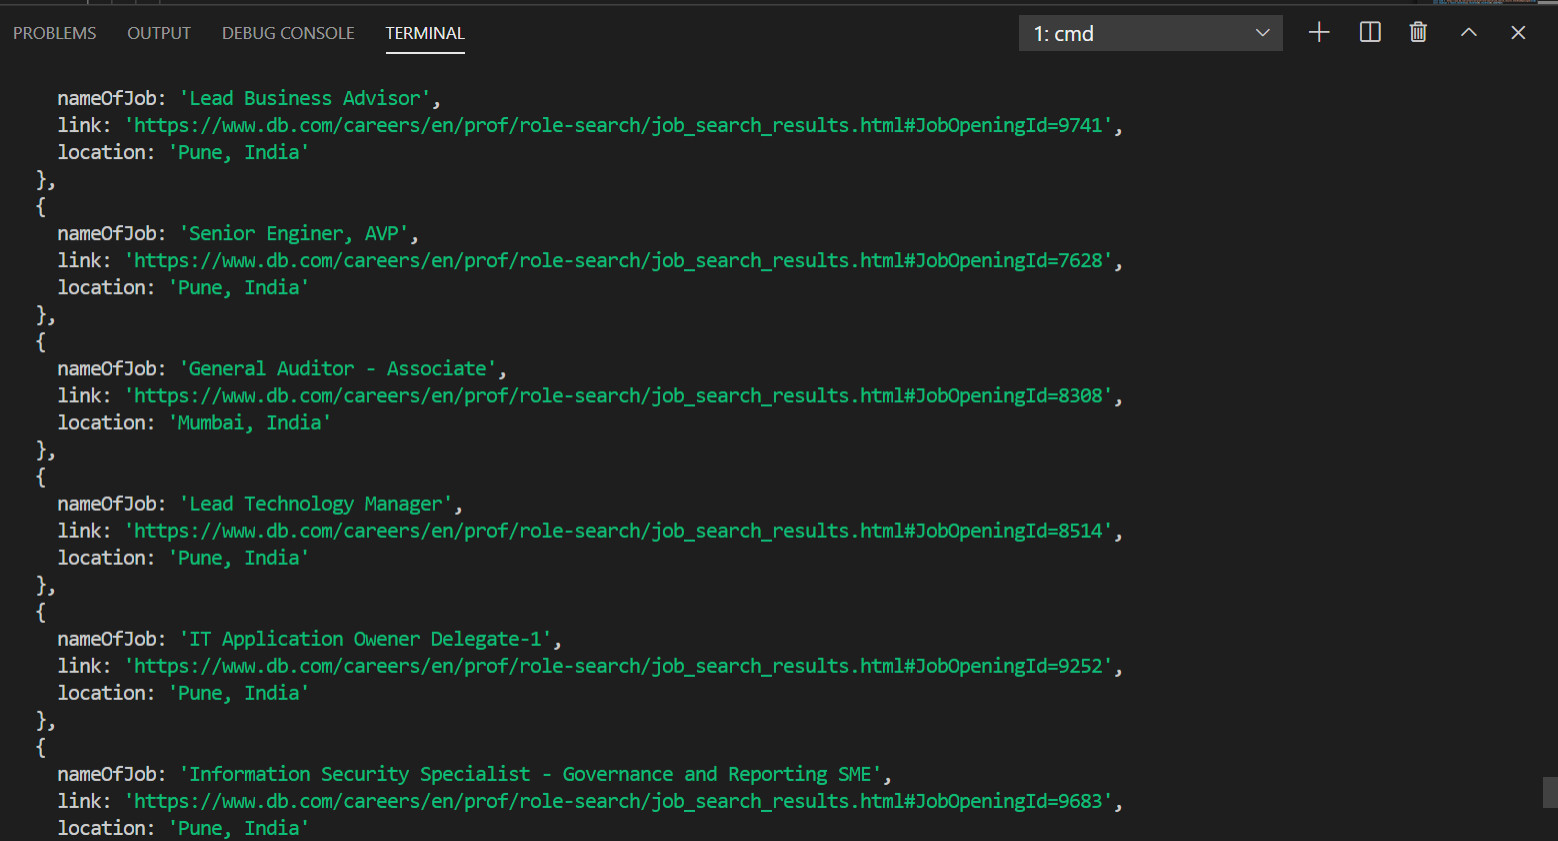 PROBLEMS OUTPUT DEBUG CONSOLE TERMINAL 1: cmd
nameOfJob: 'Lead Business Advisor',
link: 'https://www.db.com/careers/en/prof/role-search/job_search_results.html#JobOpeningId=9741',
location: 'Pune, India'
},
{
nameOfJob: 'Senior Enginer, AVP',
link: 'https://www.db.com/careers/en/prof/role-search/job_search_results.html#JobOpeningId=7628',
location: 'Pune, India'
},
{
nameOfJob: 'General Auditor - Associate',
link: 'https://www.db.com/careers/en/prof/role-search/job_search_results.html#JobOpeningId=8308',
location: 'Mumbai, India'
},
{
nameOfJob: 'Lead Technology Manager',
link: 'https://www.db.com/careers/en/prof/role-search/job_search_results.html#JobOpeningId=8514',
location: 'Pune, India'
},
{
nameOfJob: 'IT Application Owener Delegate-1',
link: 'https://www.db.com/careers/en/prof/role-search/job_search_results.html#JobOpeningId=9252',
location: 'Pune, India'
},
{
nameOfJob: 'Information Security Specialist - Governance and Reporting SME',
link: 'https://www.db.com/careers/en/prof/role-search/job_search_results.html#JobOpeningId=9683',
location: 'Pune, India'